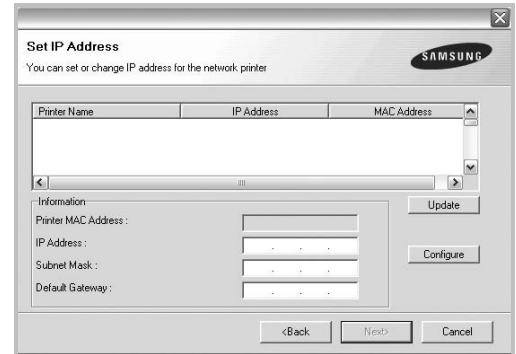 Set IP Address
You can set or change IP address for the network printer
SAMSUNG
Printer Name IP Address MAC Address
Information
Printer MAC Address :
IP Address :
Subnet Mask :
Default Gateway :
Update
Configure
<Back Next> Cancel